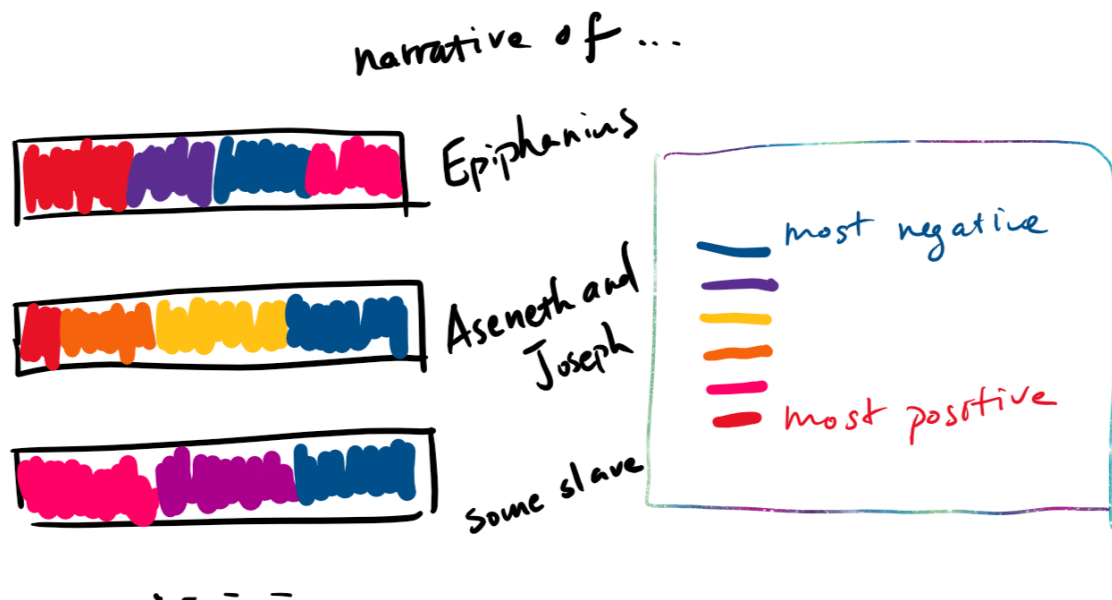 narrative of ...
Epiphanius
Aseneth and
Joseph
some slave
most negative
most positive